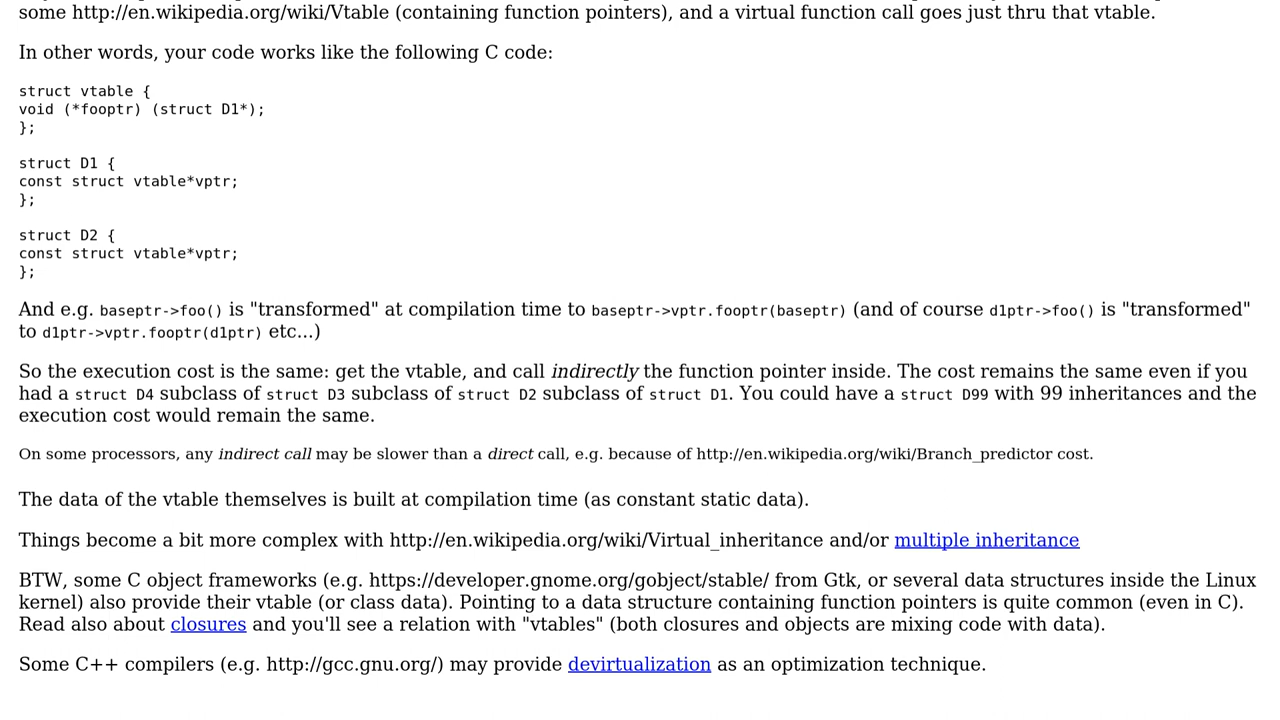 some http://en.wikipedia.org/wiki/Vtable (containing function pointers), and a virtual function call goes just thru that vtable.
In other words, your code works like the following C code:
struct vtable {
void (*fooptr) (struct D1*);
};
struct D1 {
const struct vtable*vptr;
};
struct D2 {
const struct vtable*vptr;
};
And e.g. baseptr->foo() is "transformed" at compilation time to baseptr->vptr.fooptr(baseptr) (and of course d1ptr->foo() is "transformed"
to d1ptr->vptr.fooptr(d1ptr) etc...)
So the execution cost is the same: get the vtable, and call indirectly the function pointer inside. The cost remains the same even if you
had a struct D4 subclass of struct D3 subclass of struct D2 subclass of struct D1. You could have a struct D99 with 99 inheritances and the
execution cost would remain the same.
On some processors, any indirect call may be slower than a direct call, e.g. because of http://en.wikipedia.org/wiki/Branch_predictor cost.
The data of the vtable themselves is built at compilation time (as constant static data).
Things become a bit more complex with http://en.wikipedia.org/wiki/Virtual_inheritance and/or multiple inheritance
BTW, some C object frameworks (e.g. https://developer.gnome.org/gobject/stable/ from Gtk, or several data structures inside the Linux
kernel) also provide their vtable (or class data). Pointing to a data structure containing function pointers is quite common (even in C).
Read also about closures and you'll see a relation with "vtables" (both closures and objects are mixing code with data).
Some C++ compilers (e.g. http://gcc.gnu.org/) may provide devirtualization as an optimization technique.